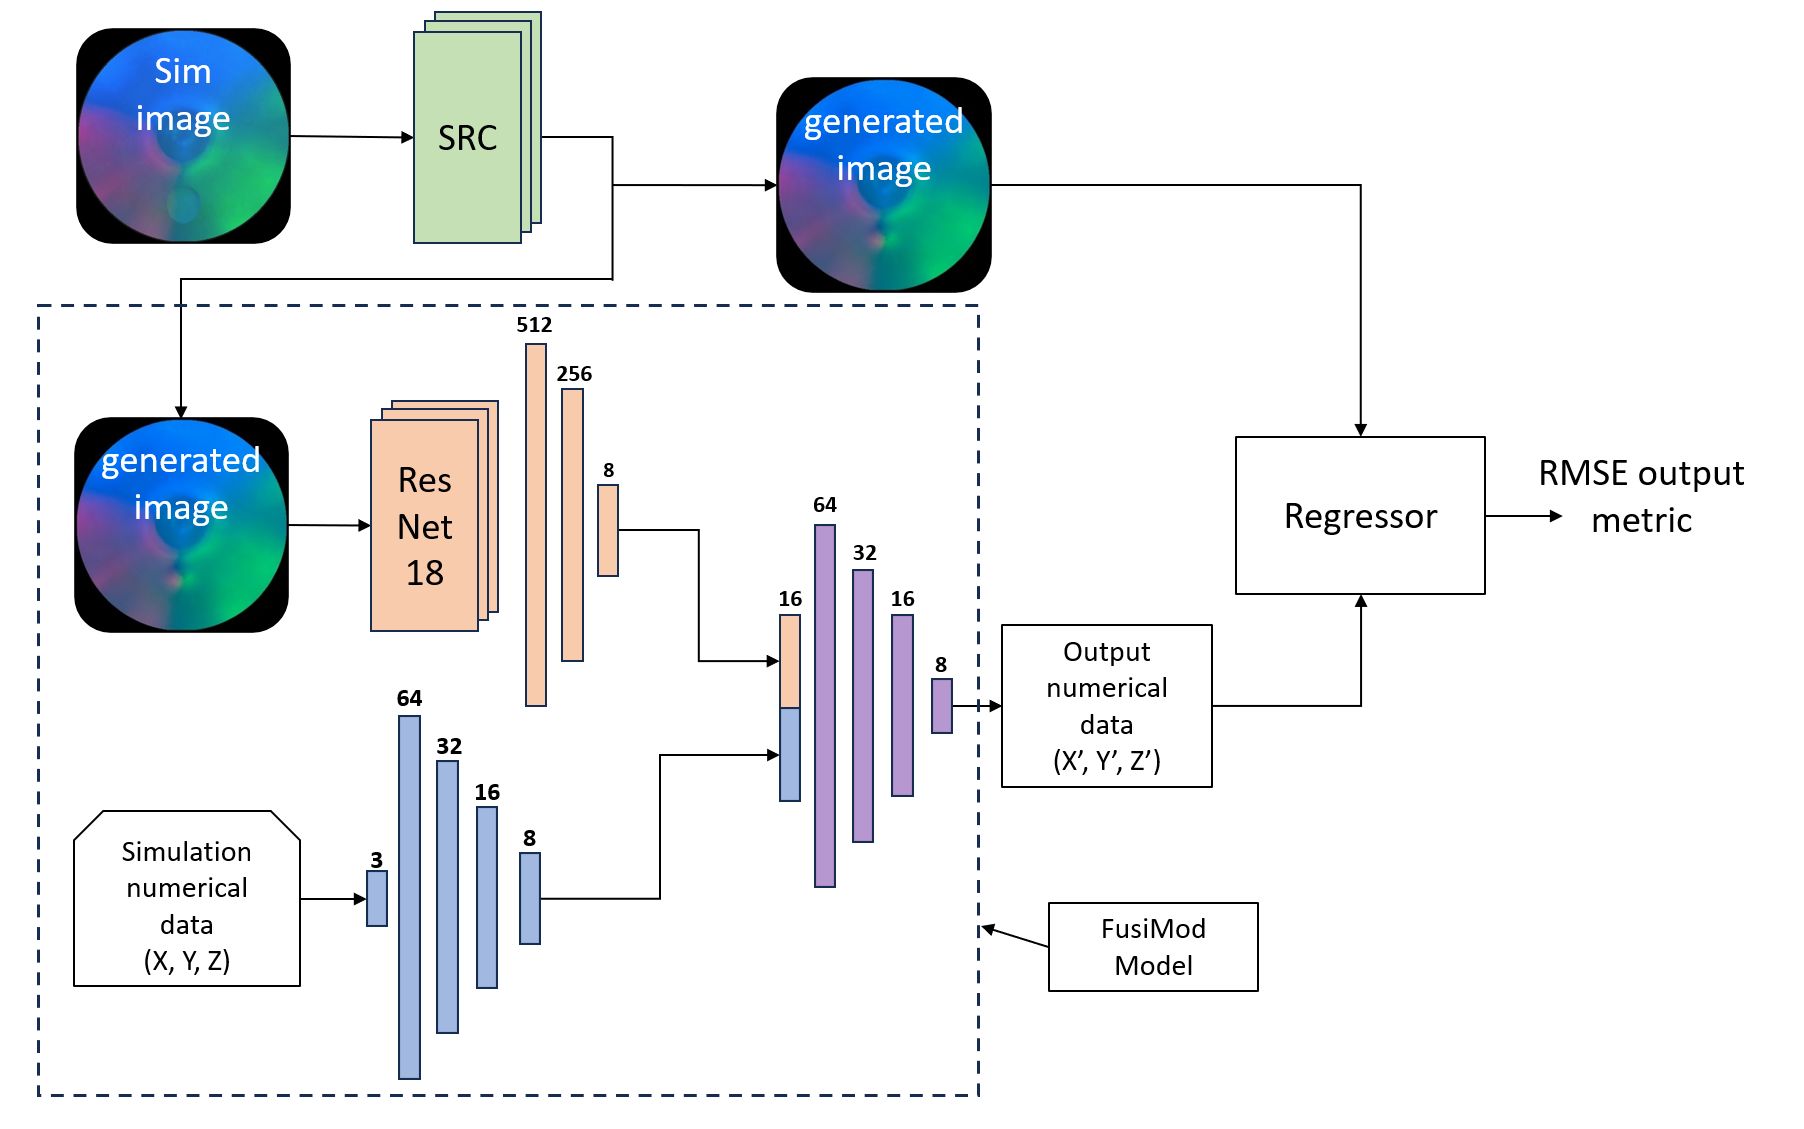 Sim
image
SRC
generated
image
512
256
8
generated
image
Res
Net
18
64
32
16
8
3
Simulation
numerical
data
(X, Y, Z)
16
64
32
16
8
Output
numerical
data
(X’, Y’, Z’)
Regressor
RMSE output
metric
FusiMod
Model